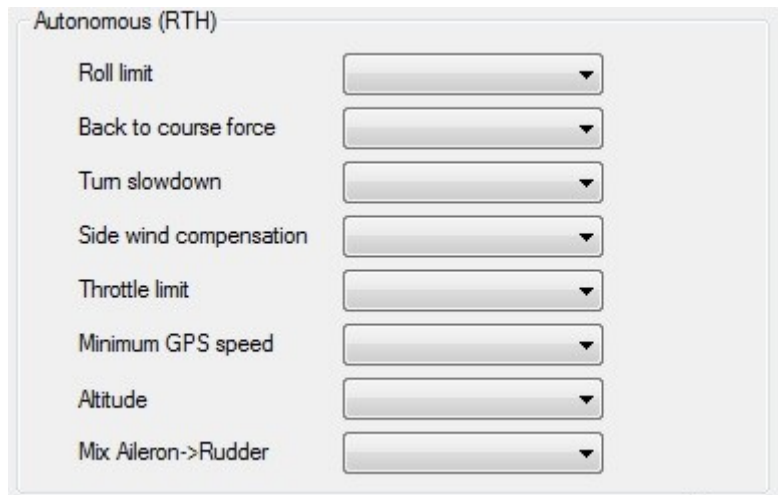 Autonomous (RTH)
Roll limit
Back to course force
Turn slowdown
Side wind compensation
Throttle limit
Minimum GPS speed
Altitude
Mix Aileron->Rudder